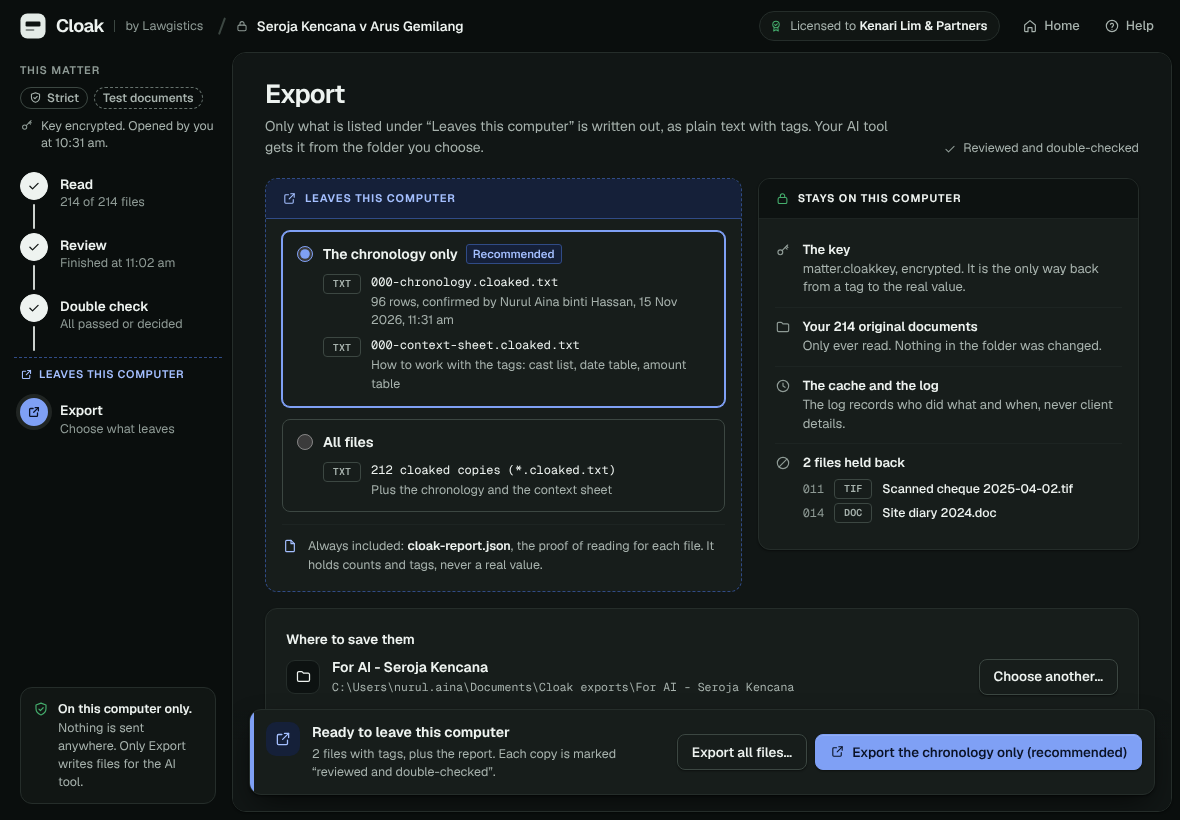 Cloak | by Lawgistics / Seroja Kencana v Arus Gemilang
Licensed to Kenari Lim & Partners
Home
Help
THIS MATTER
Strict
Test documents
Key encrypted. Opened by you
at 10:31 am.
Read
214 of 214 files
Review
Finished at 11:02 am
Double check
All passed or decided
LEAVES THIS COMPUTER
Export
Choose what leaves
On this computer only.
Nothing is sent
anywhere. Only Export
writes files for the AI
tool.
Export
Only what is listed under “Leaves this computer” is written out, as plain text with tags. Your AI tool
gets it from the folder you choose.
Reviewed and double-checked
LEAVES THIS COMPUTER
The chronology only Recommended
TXT 000-chronology.cloaked.txt
96 rows, confirmed by Nurul Aina binti Hassan, 15 Nov
2026, 11:31 am
TXT 000-context-sheet.cloaked.txt
How to work with the tags: cast list, date table, amount
table
All files
TXT 212 cloaked copies (*.cloaked.txt)
Plus the chronology and the context sheet
Always included: cloak-report.json, the proof of reading for each file. It
holds counts and tags, never a real value.
STAYS ON THIS COMPUTER
The key
matter.cloakkey, encrypted. It is the only way back
from a tag to the real value.
Your 214 original documents
Only ever read. Nothing in the folder was changed.
The cache and the log
The log records who did what and when, never client
details.
2 files held back
011 TIF Scanned cheque 2025-04-02.tif
014 DOC Site diary 2024.doc
Where to save them
For AI - Seroja Kencana
C:\Users\nurul.aina\Documents\Cloak exports\For AI - Seroja Kencana
Choose another…
Ready to leave this computer
2 files with tags, plus the report. Each copy is marked
“reviewed and double-checked”.
Export all files…
Export the chronology only (recommended)